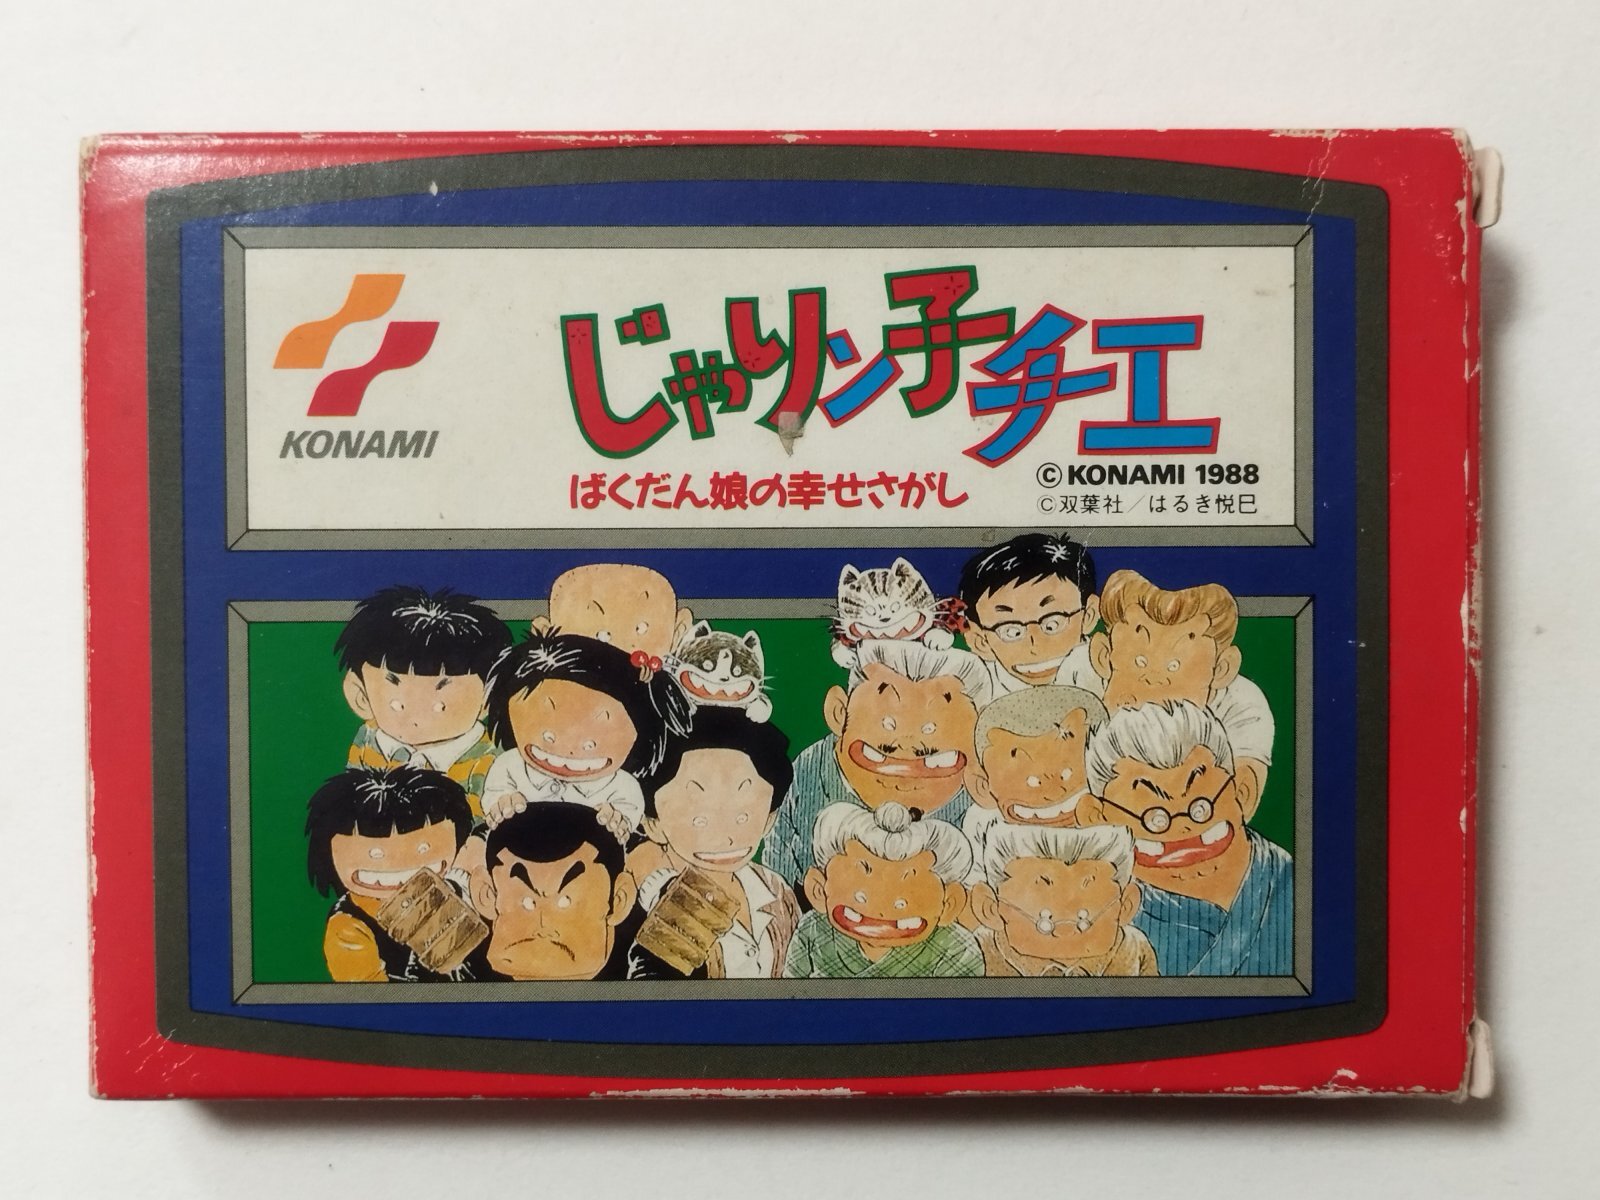 KONAMI
じゃリン子チエ
ばくだん娘の幸せさがし
©KONAMI 1988
©双葉社/はるき悦巳